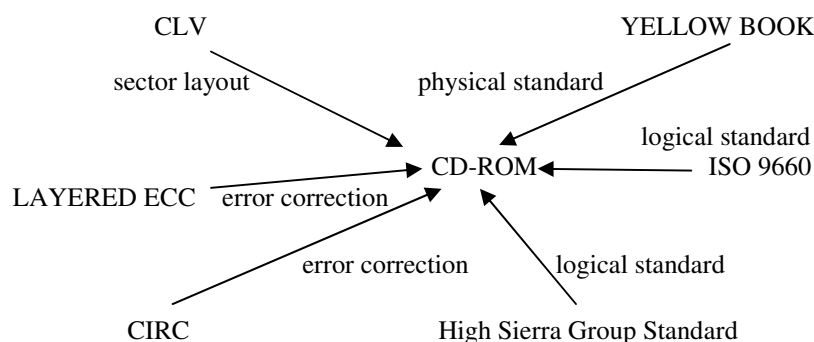 CLV YELLOW BOOK
sector layout physical standard
logical standard
CD-ROM ISO 9660
LAYERED ECC error correction
error correction logical standard
CIRC High Sierra Group Standard